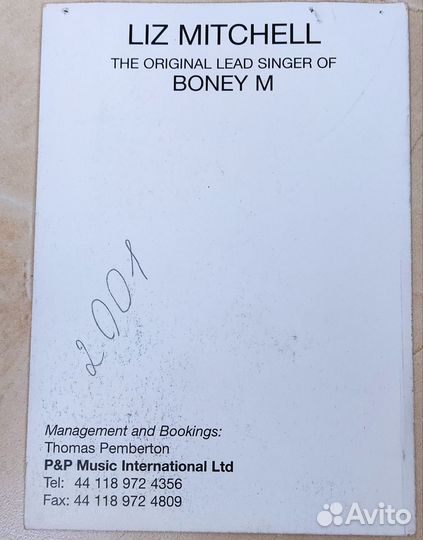 LIZ MITCHELL
THE ORIGINAL LEAD SINGER OF
BONEY M
2001
Management and Bookings:
Thomas Pemberton
P&P Music International Ltd
Tel: 44 118 972 4356
Fax: 44 118 972 4809
Avito